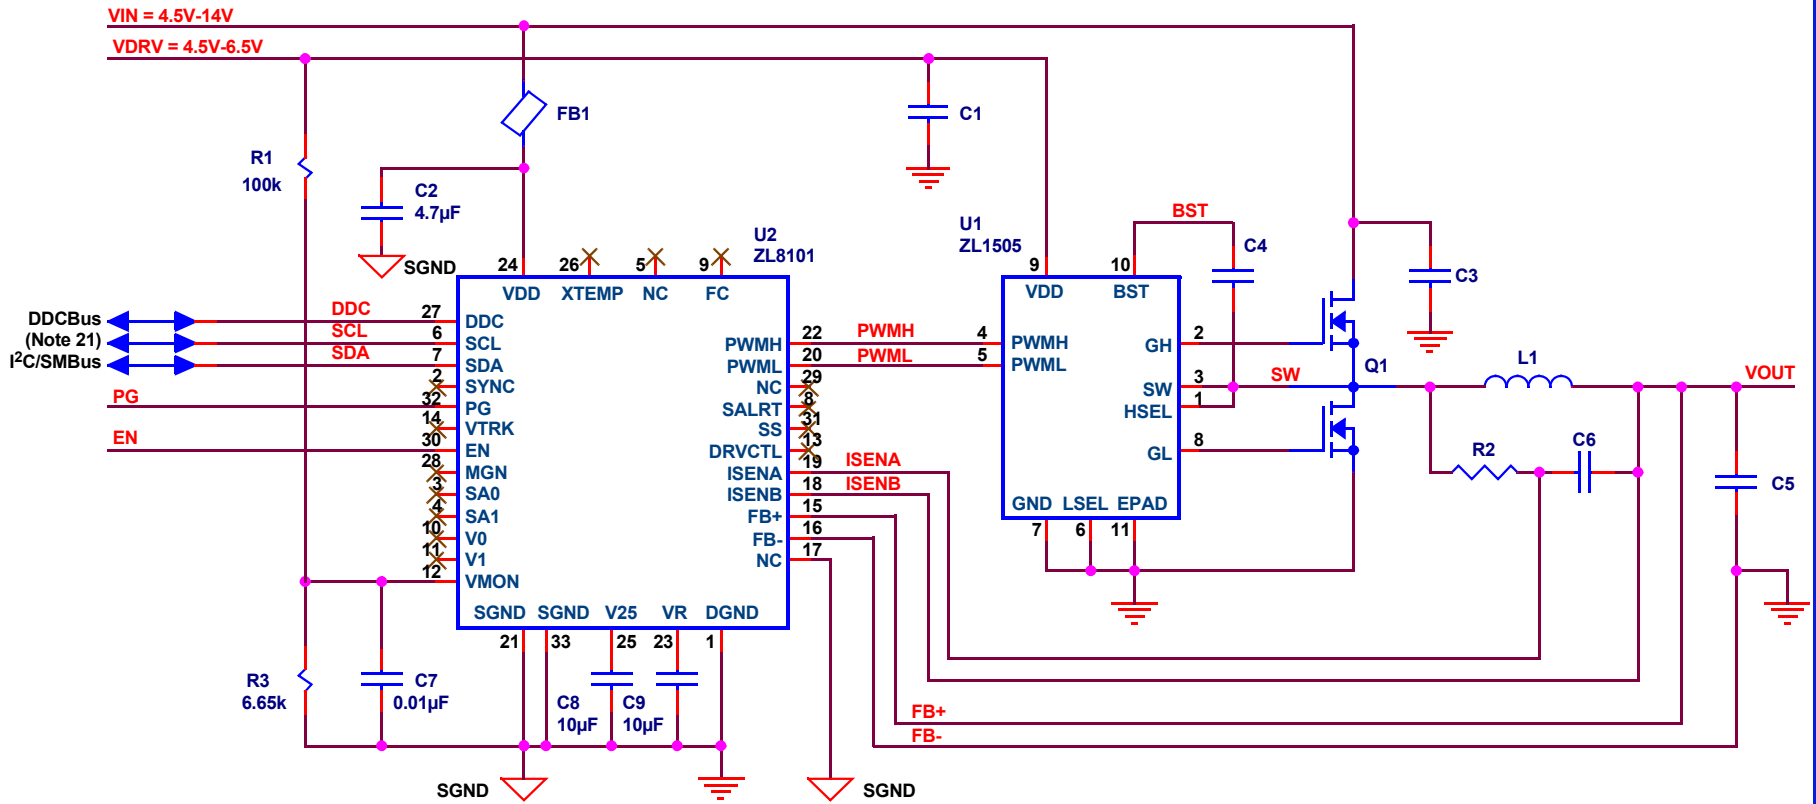 VIN = 4.5V-14V
VDRV = 4.5V-6.5V
FB1
C1
R1
100k
C2
4.7µF
SGND
U2
ZL8101
U1
ZL1505
BST
C4
C3
24
26
5
9
VDD
XTEMP
NC
FC
9
10
VDD
BST
DDCBus
(Note 21)
I²C/SMBus
DDC
SCL
SDA
PG
EN
27
6
7
2
32
14
30
28
3
4
10
11
12
DDC
SCL
SDA
SYNC
PG
VTRK
EN
MGN
SA0
SA1
V0
V1
VMON
PWMH
PWML
NC
SALRT
SS
DRVCTL
ISENA
ISENB
FB+
FB-
NC
22
20
29
8
31
13
19
18
15
16
17
PWMH
PWML
ISENA
ISENB
4
5
PWMH
PWML
GH
SW
HSEL
GL
2
3
1
8
SW
Q1
L1
VOUT
R2
C6
C5
GND
LSEL
EPAD
7
6
11
SGND
SGND
V25
VR
DGND
21
33
25
23
1
R3
6.65k
C7
0.01µF
C8
10µF
C9
10µF
FB+
FB-
SGND
SGND